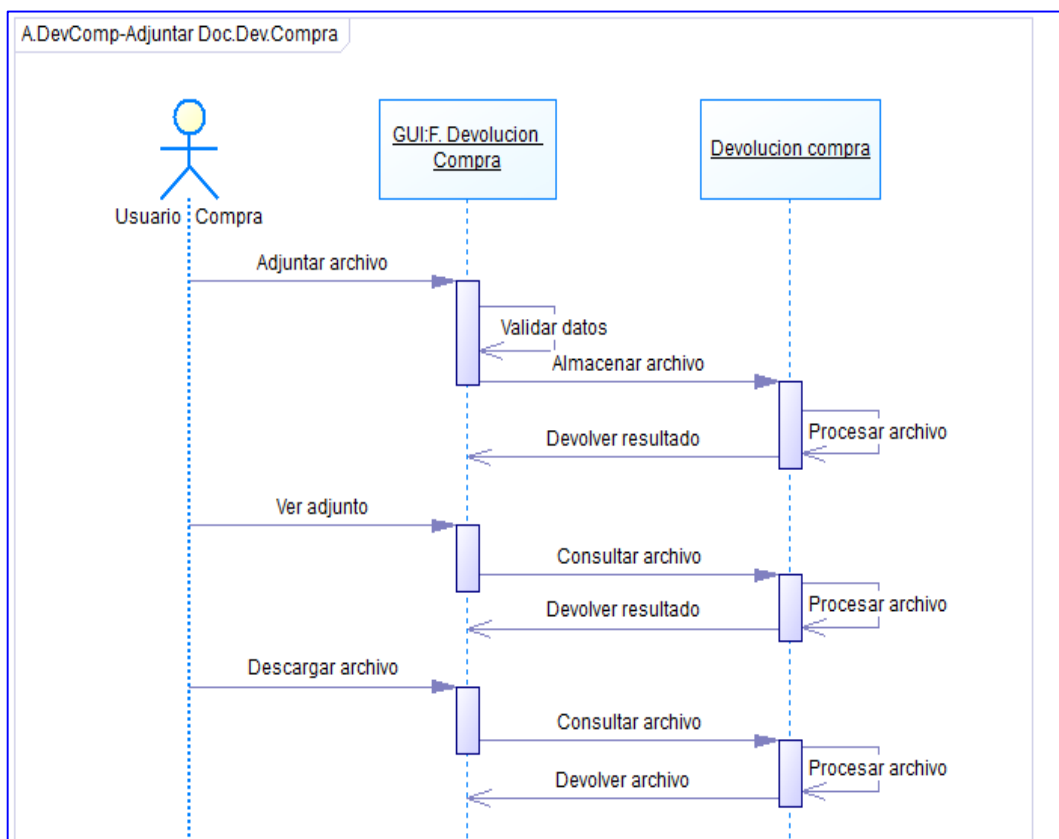 A.DevComp-Adjuntar Doc.Dev.Compra
GUI:F. Devolucion
Compra
Devolucion compra
Usuario Compra
Adjuntar archivo
Validar datos
Almacenar archivo
Procesar archivo
Devolver resultado
Ver adjunto
Consultar archivo
Procesar archivo
Devolver resultado
Descargar archivo
Consultar archivo
Procesar archivo
Devolver archivo